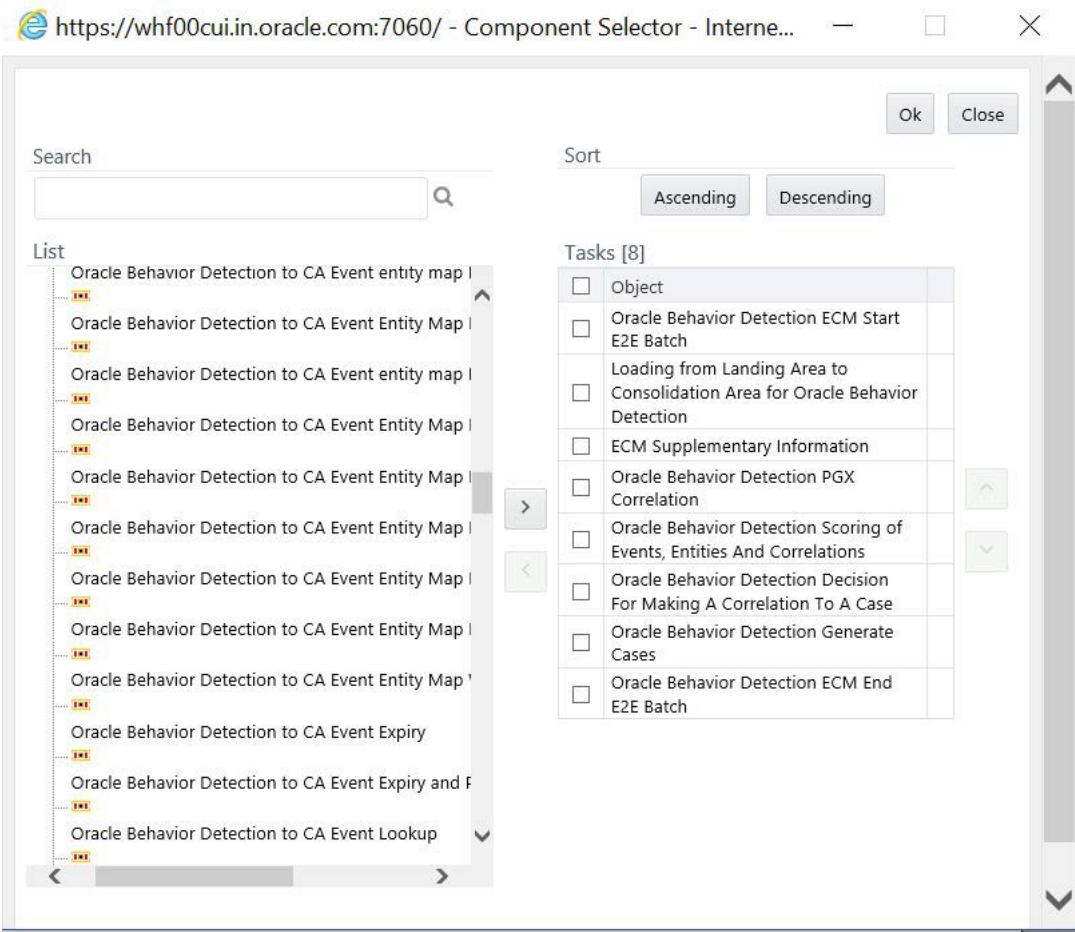 https://whf00cui.in.oracle.com:7060/ - Component Selector - Interne...
Ok
Close
Search
Sort
Ascending
Descending
List
Tasks [8]
Oracle Behavior Detection to CA Event entity map
Oracle Behavior Detection to CA Event Entity Map
Oracle Behavior Detection to CA Event entity map
Oracle Behavior Detection to CA Event Entity Map
Oracle Behavior Detection to CA Event Entity Map
Oracle Behavior Detection to CA Event Entity Map
Oracle Behavior Detection to CA Event Entity Map
Oracle Behavior Detection to CA Event Entity Map
Oracle Behavior Detection to CA Event Entity Map
Oracle Behavior Detection to CA Event Expiry
Oracle Behavior Detection to CA Event Expiry and
Oracle Behavior Detection to CA Event Lookup
Object
Oracle Behavior Detection ECM Start
E2E Batch
Loading from Landing Area to
Consolidation Area for Oracle Behavior
Detection
ECM Supplementary Information
Oracle Behavior Detection PGX
Correlation
Oracle Behavior Detection Scoring of
Events, Entities And Correlations
Oracle Behavior Detection Decision
For Making A Correlation To A Case
Oracle Behavior Detection Generate
Cases
Oracle Behavior Detection ECM End
E2E Batch